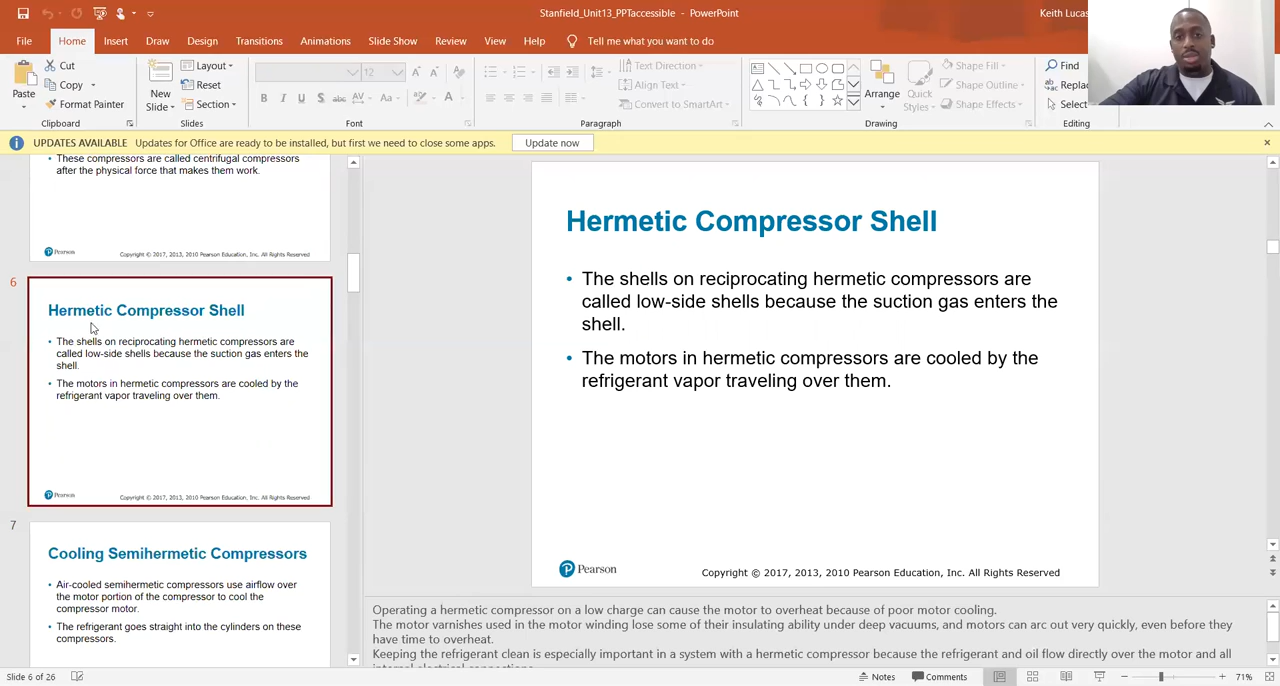 Stanfield_Unit13_PPTaccessible - PowerPoint
Keith Lucas
File Home Insert Draw Design Transitions Animations Slide Show Review View Help Tell me what you want to do
Paste
Cut
Copy
Format Painter
Clipboard
New
Slide
Layout
Reset
Section
Slides
12
B I U S abc AV Aa A
Font
Text Direction
Align Text
Convert to SmartArt
Paragraph
Arrange
Quick
Styles
Shape Fill
Shape Outline
Shape Effects
Drawing
Find
Replac
Select
Editing
UPDATES AVAILABLE Updates for Office are ready to be installed, but first we need to close some apps. Update now
• These compressors are called centrifugal compressors
after the physical force that makes them work.
Pearson
Copyright © 2017, 2013, 2010 Pearson Education, Inc. All Rights Reserved
6
Hermetic Compressor Shell
• The shells on reciprocating hermetic compressors are
called low-side shells because the suction gas enters the
shell.
• The motors in hermetic compressors are cooled by the
refrigerant vapor traveling over them.
Pearson
Copyright © 2017, 2013, 2010 Pearson Education, Inc. All Rights Reserved
7
Cooling Semihermetic Compressors
• Air-cooled semihermetic compressors use airflow over
the motor portion of the compressor to cool the
compressor motor.
• The refrigerant goes straight into the cylinders on these
compressors.
Hermetic Compressor Shell
• The shells on reciprocating hermetic compressors are
called low-side shells because the suction gas enters the
shell.
• The motors in hermetic compressors are cooled by the
refrigerant vapor traveling over them.
Pearson
Copyright © 2017, 2013, 2010 Pearson Education, Inc. All Rights Reserved
Operating a hermetic compressor on a low charge can cause the motor to overheat because of poor motor cooling.
The motor varnishes used in the motor winding lose some of their insulating ability under deep vacuums, and motors can arc out very quickly, even before they
have time to overheat.
Keeping the refrigerant clean is especially important in a system with a hermetic compressor because the refrigerant and oil flow directly over the motor and all
internal electrical connections.
Slide 6 of 26
Notes
Comments
71%